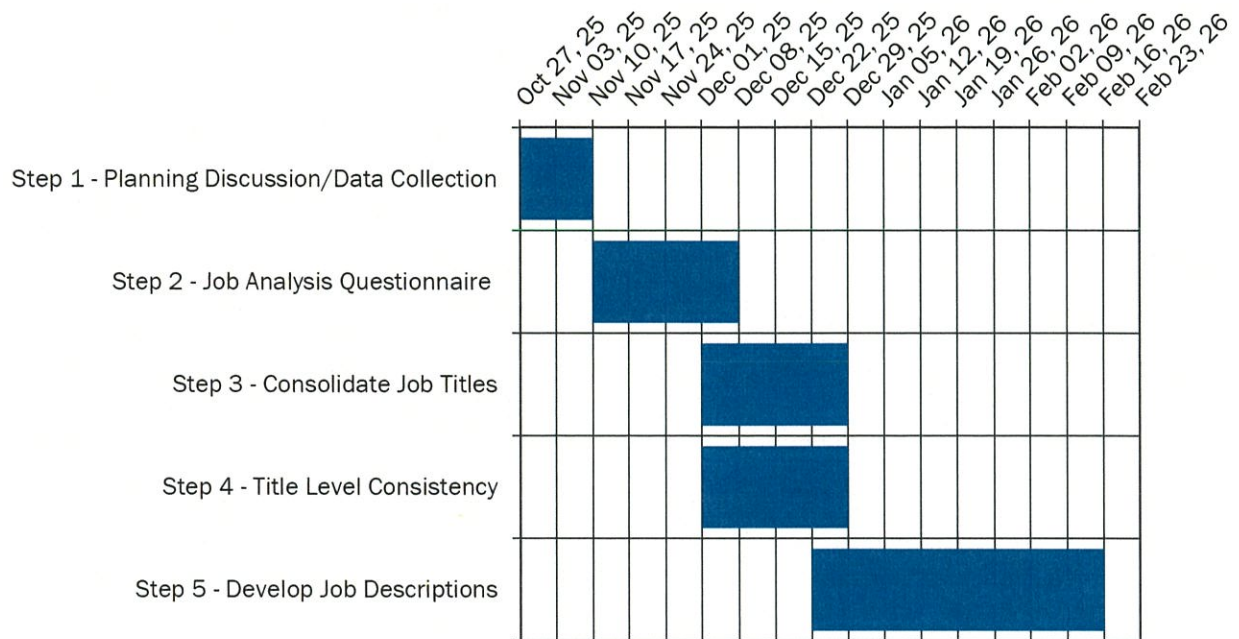 Oct 27, 25
Nov 03, 25
Nov 10, 25
Nov 17, 25
Nov 24, 25
Dec 01, 25
Dec 08, 25
Dec 15, 25
Dec 22, 25
Dec 29, 25
Jan 05, 26
Jan 12, 26
Jan 19, 26
Jan 26, 26
Feb 02, 26
Feb 09, 26
Feb 16, 26
Feb 23, 26
Step 1 - Planning Discussion/Data Collection
Step 2 - Job Analysis Questionnaire
Step 3 - Consolidate Job Titles
Step 4 - Title Level Consistency
Step 5 - Develop Job Descriptions